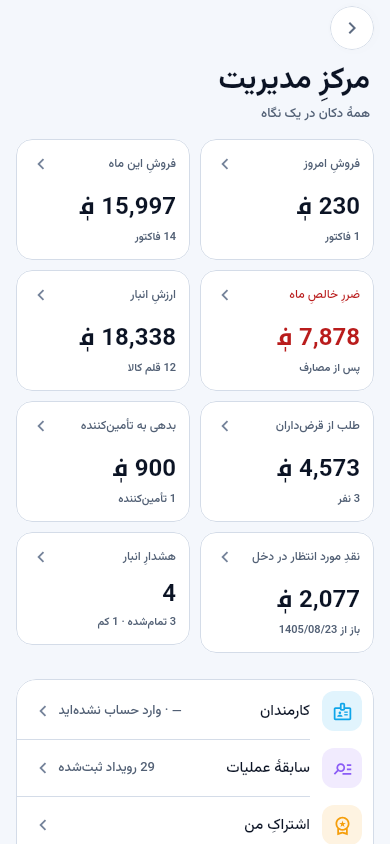 مرکزِ مدیریت
همهٔ دکان در یک نگاه
فروشِ امروز
230 ؋
1 فاکتور
فروشِ این ماه
15,997 ؋
14 فاکتور
ضررِ خالصِ ماه
7,878 ؋
پس از مصارف
ارزشِ انبار
18,338 ؋
12 قلم کالا
طلب از قرض‌داران
4,573 ؋
3 نفر
بدهی به تأمین‌کننده
900 ؋
1 تأمین‌کننده
نقدِ مورد انتظار در دخل
2,077 ؋
باز از 1405/08/23
هشدارِ انبار
4
3 تمام‌شده · 1 کم
کارمندان
— · وارد حساب نشده‌اید
سابقهٔ عملیات
29 رویداد ثبت‌شده
اشتراکِ من